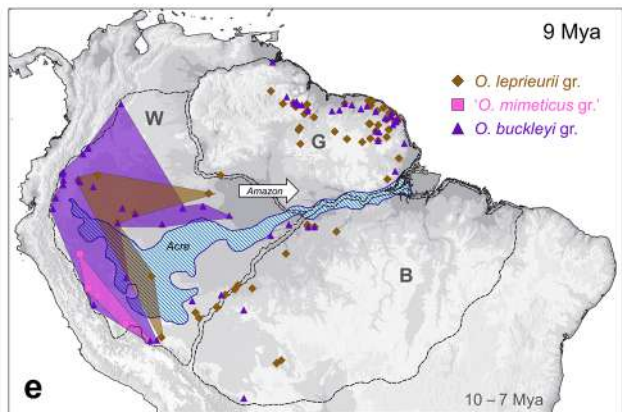 9 Mya
O. leprieurii gr.
'O. mimeticus gr.'
O. buckleyi gr.
W
G
Amazon
Acre
B
e
10 – 7 Mya